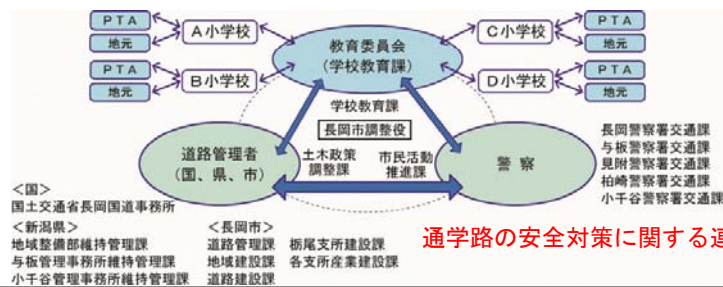 PTA
地元
A小学校
PTA
地元
B小学校
教育委員会
(学校教育課)
C小学校
PTA
地元
D小学校
PTA
地元
学校教育課
長岡市調整役
土木政策
調整課
市民活動
推進課
道路管理者
(国、県、市)
警察
長岡警察署交通課
与板警察署交通課
見附警察署交通課
柏崎警察署交通課
小千谷警察署交通課
<国>
国土交通省長岡国道事務所
<新潟県>
地域整備部維持管理課
与板管理事務所維持管理課
小千谷管理事務所維持管理課
<長岡市>
道路管理課 栃尾支所建設課
地域建設課 各支所産業建設課
道路建設課
通学路の安全対策に関する連